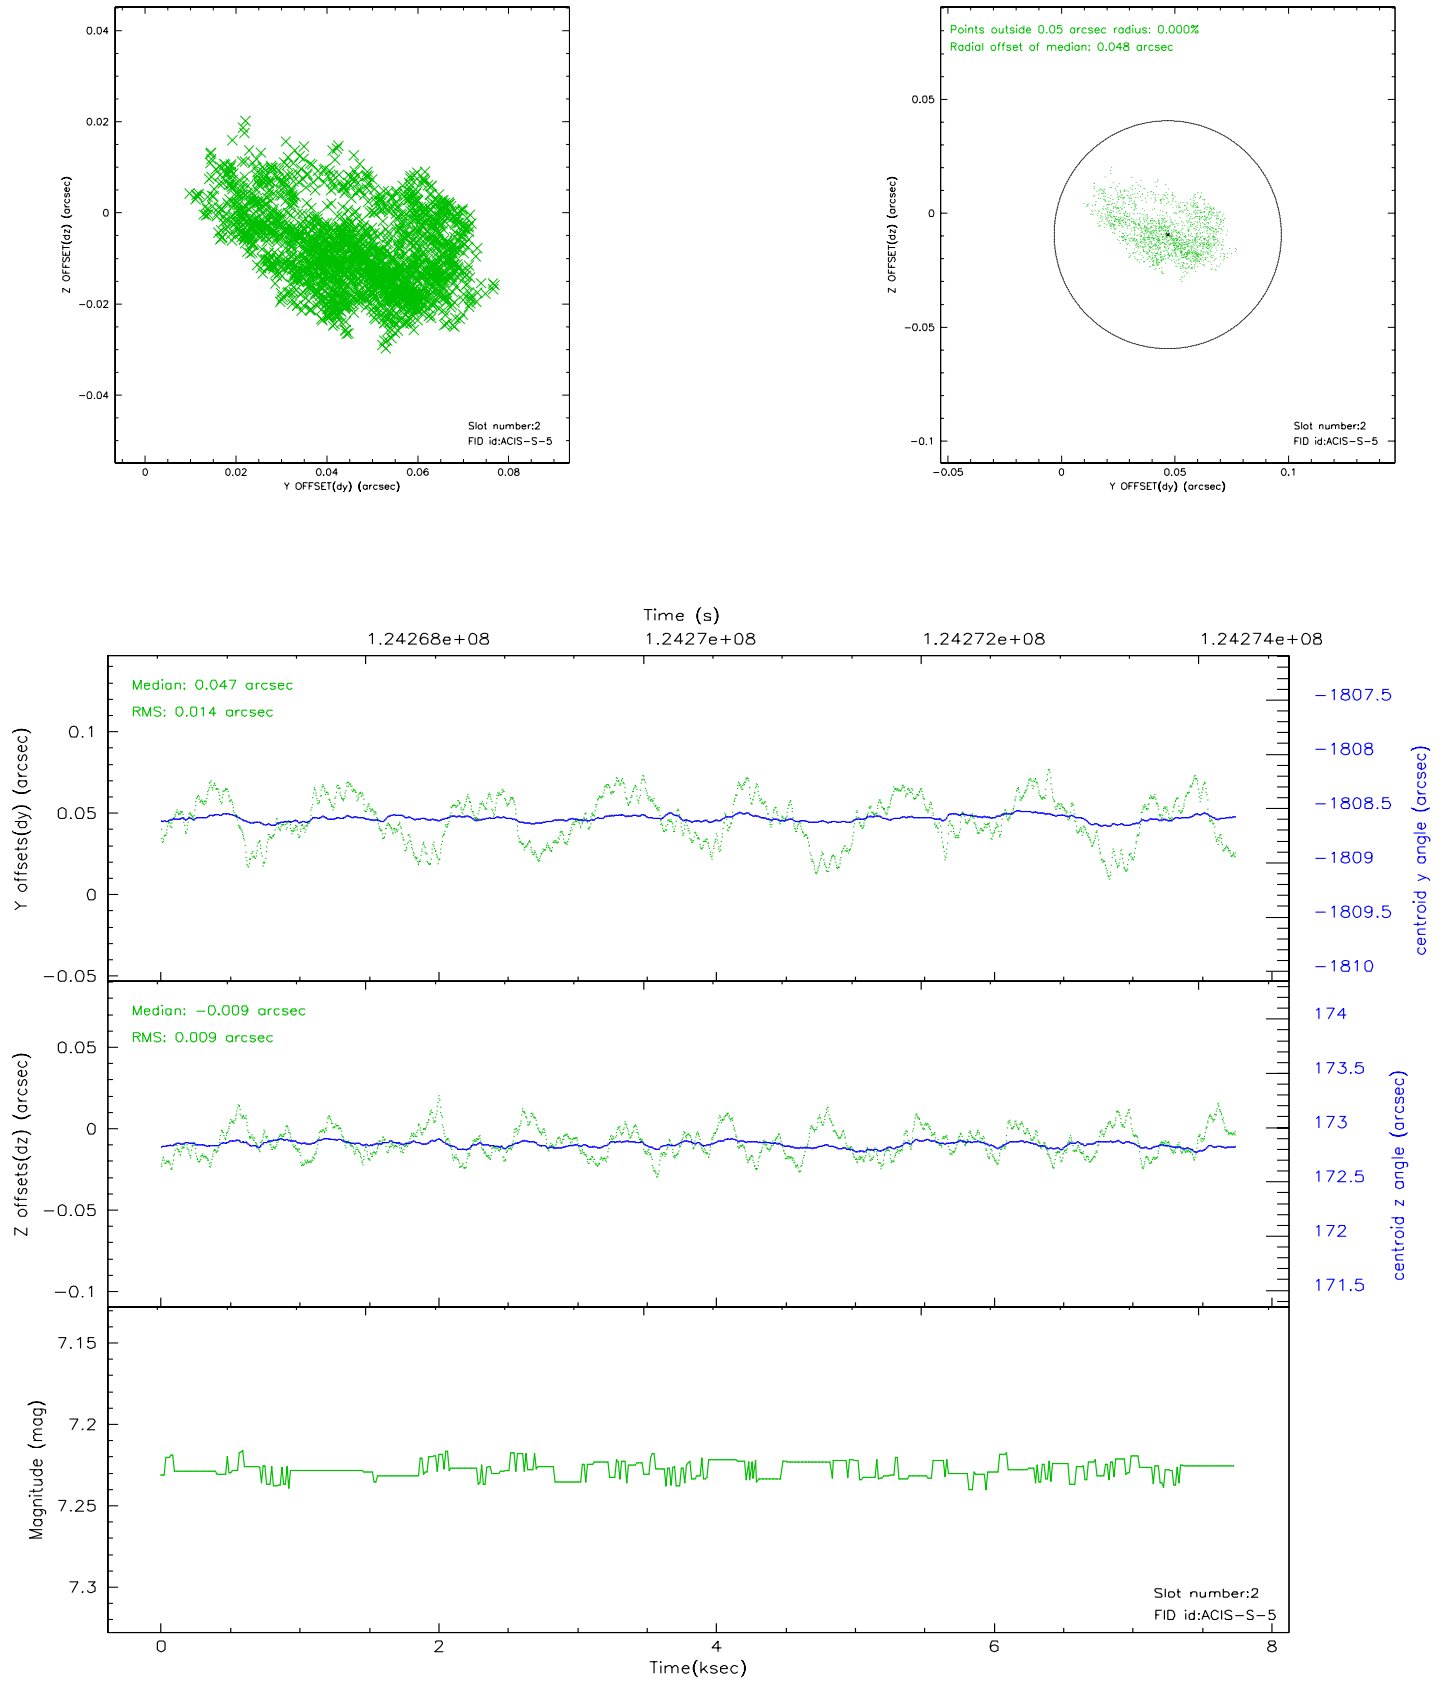 0.04
0.02
0
-0.02
-0.04
Z OFFSET(dz) (arcsec)
Slot number:2
FID id:ACIS-S-5
0 0.02 0.04 0.06 0.08
Y OFFSET(dy) (arcsec)
Points outside 0.05 arcsec radius: 0.000%
Radial offset of median: 0.048 arcsec
0.05
0
-0.05
-0.1
Z OFFSET(dz) (arcsec)
Slot number:2
FID id:ACIS-S-5
-0.05 0 0.05 0.1
Y OFFSET(dy) (arcsec)
Time (s)
1.24268e+08 1.2427e+08 1.24272e+08 1.24274e+08
Median: 0.047 arcsec
RMS: 0.014 arcsec
0.1
0.05
0
-0.05
Y offsets(dy) (arcsec)
-1807.5
-1808
-1808.5
-1809
-1809.5
-1810
centroid y angle (arcsec)
Median: -0.009 arcsec
RMS: 0.009 arcsec
0.05
0
-0.05
-0.1
Z offsets(dz) (arcsec)
174
173.5
173
172.5
172
171.5
centroid z angle (arcsec)
7.15
7.2
7.25
7.3
Magnitude (mag)
Slot number:2
FID id:ACIS-S-5
0 2 4 6 8
Time(ksec)